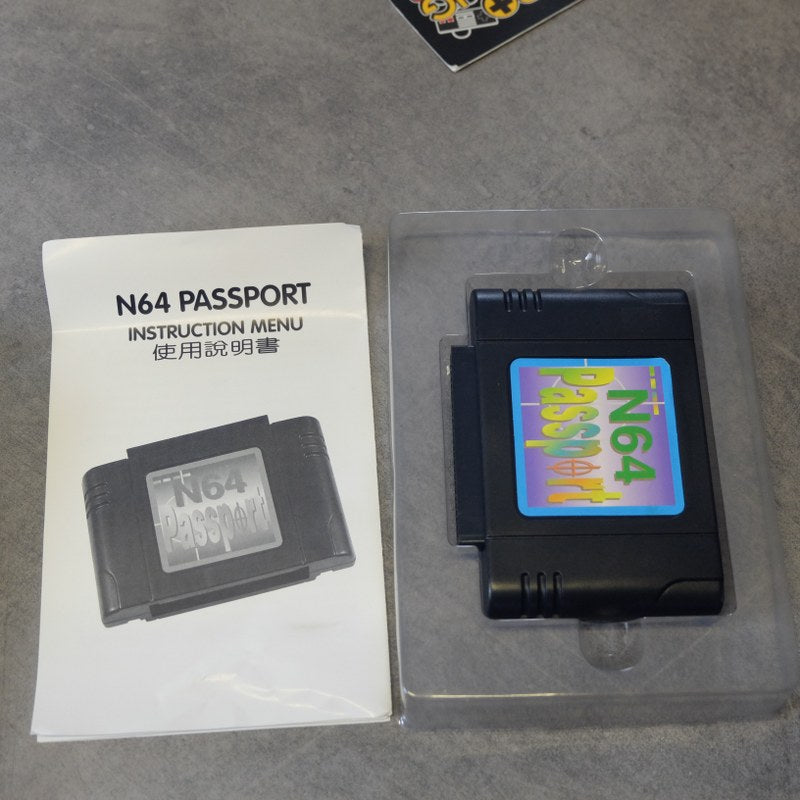 N64 PASSPORT
INSTRUCTION MENU
使用說明書
N64
Passport
N64
Passport